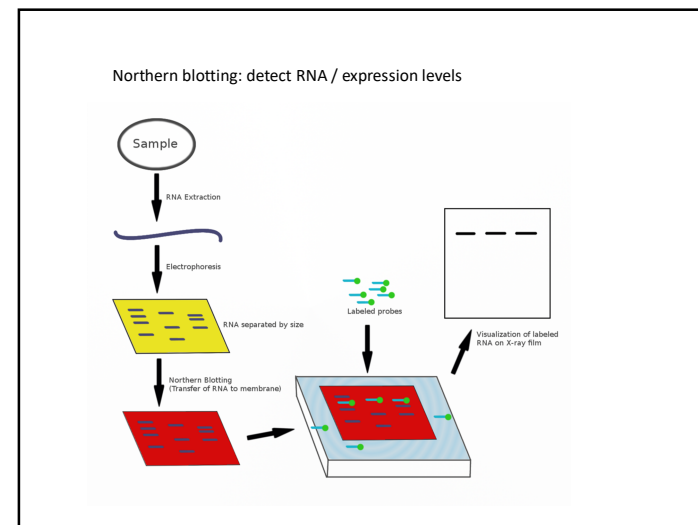 Northern blotting: detect RNA / expression levels
Sample
RNA Extraction
Electrophoresis
RNA separated by size
Northern Blotting
(Transfer of RNA to membrane)
Labeled probes
Visualization of labeled
RNA on X-ray film